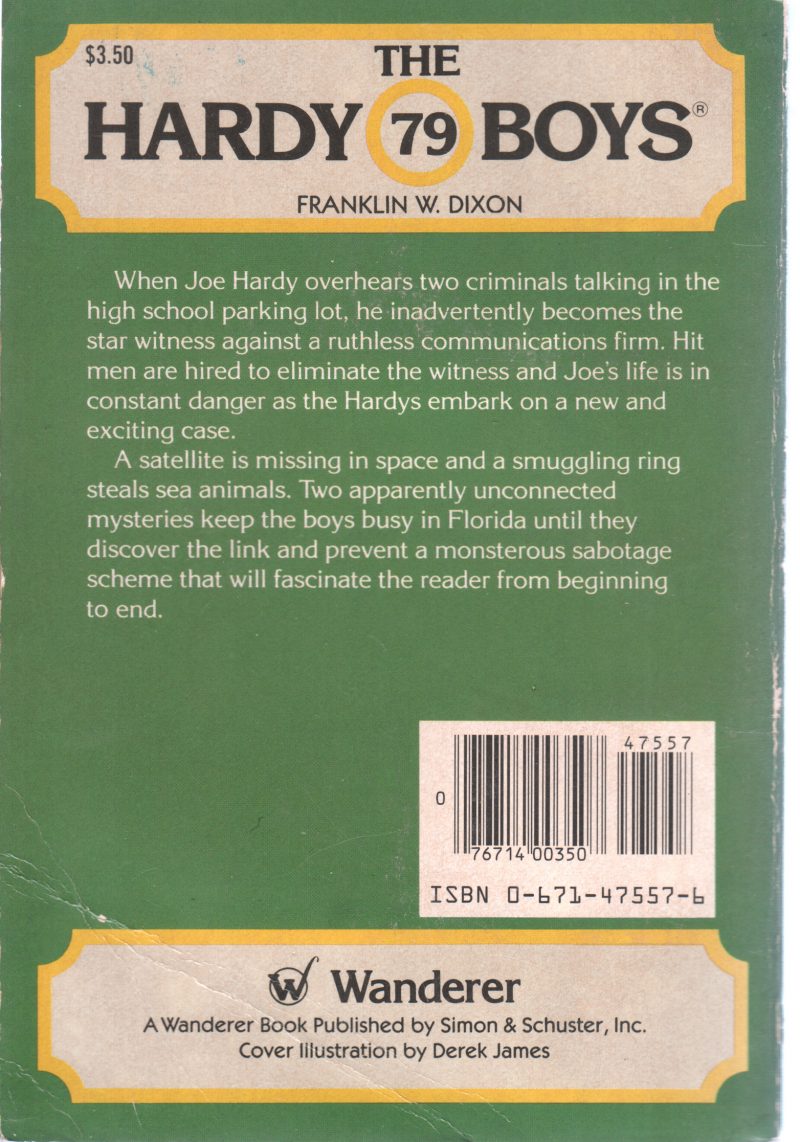 $3.50
THE
HARDY 79 BOYS®
FRANKLIN W. DIXON
When Joe Hardy overhears two criminals talking in the
high school parking lot, he inadvertently becomes the
star witness against a ruthless communications firm. Hit
men are hired to eliminate the witness and Joe's life is in
constant danger as the Hardys embark on a new and
exciting case.
A satellite is missing in space and a smuggling ring
steals sea animals. Two apparently unconnected
mysteries keep the boys busy in Florida until they
discover the link and prevent a monsterous sabotage
scheme that will fascinate the reader from beginning
to end.
47557
0
76714 00350
ISBN 0-671-47557-6
W Wanderer
A Wanderer Book Published by Simon & Schuster, Inc.
Cover Illustration by Derek James